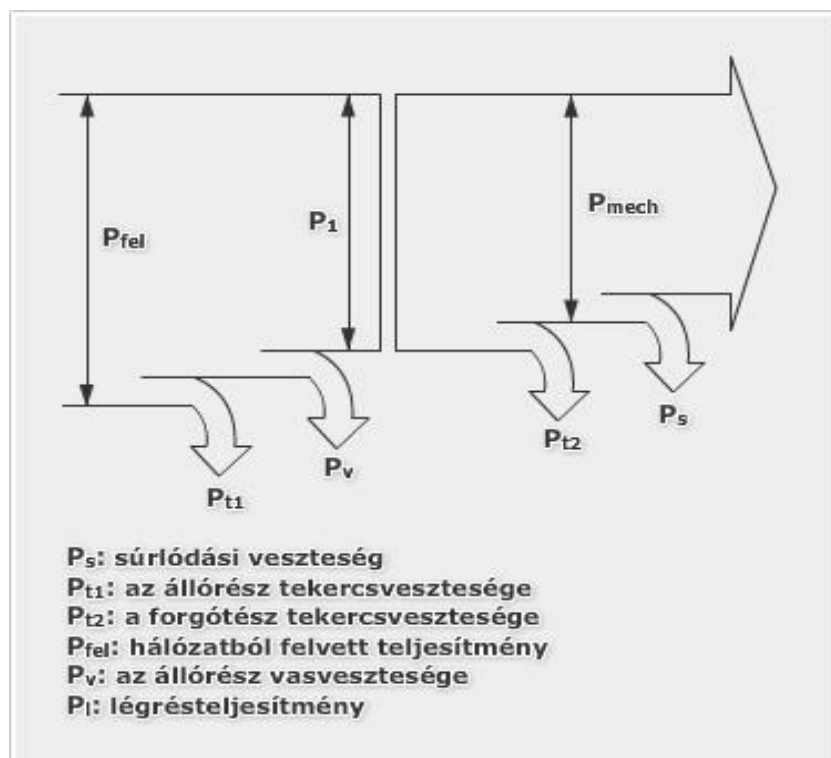 P₁
Pmech
Pfel
Ps
Pt2
Pv
Pt1
Ps: súrlódási veszteség
Pt1: az állórész tekercsvesztesége
Pt2: a forgótész tekercsvesztesége
Pfel: hálózatból felvett teljesítmény
Pv: az állórész vasvesztesége
Pl: légrésteljesítmény